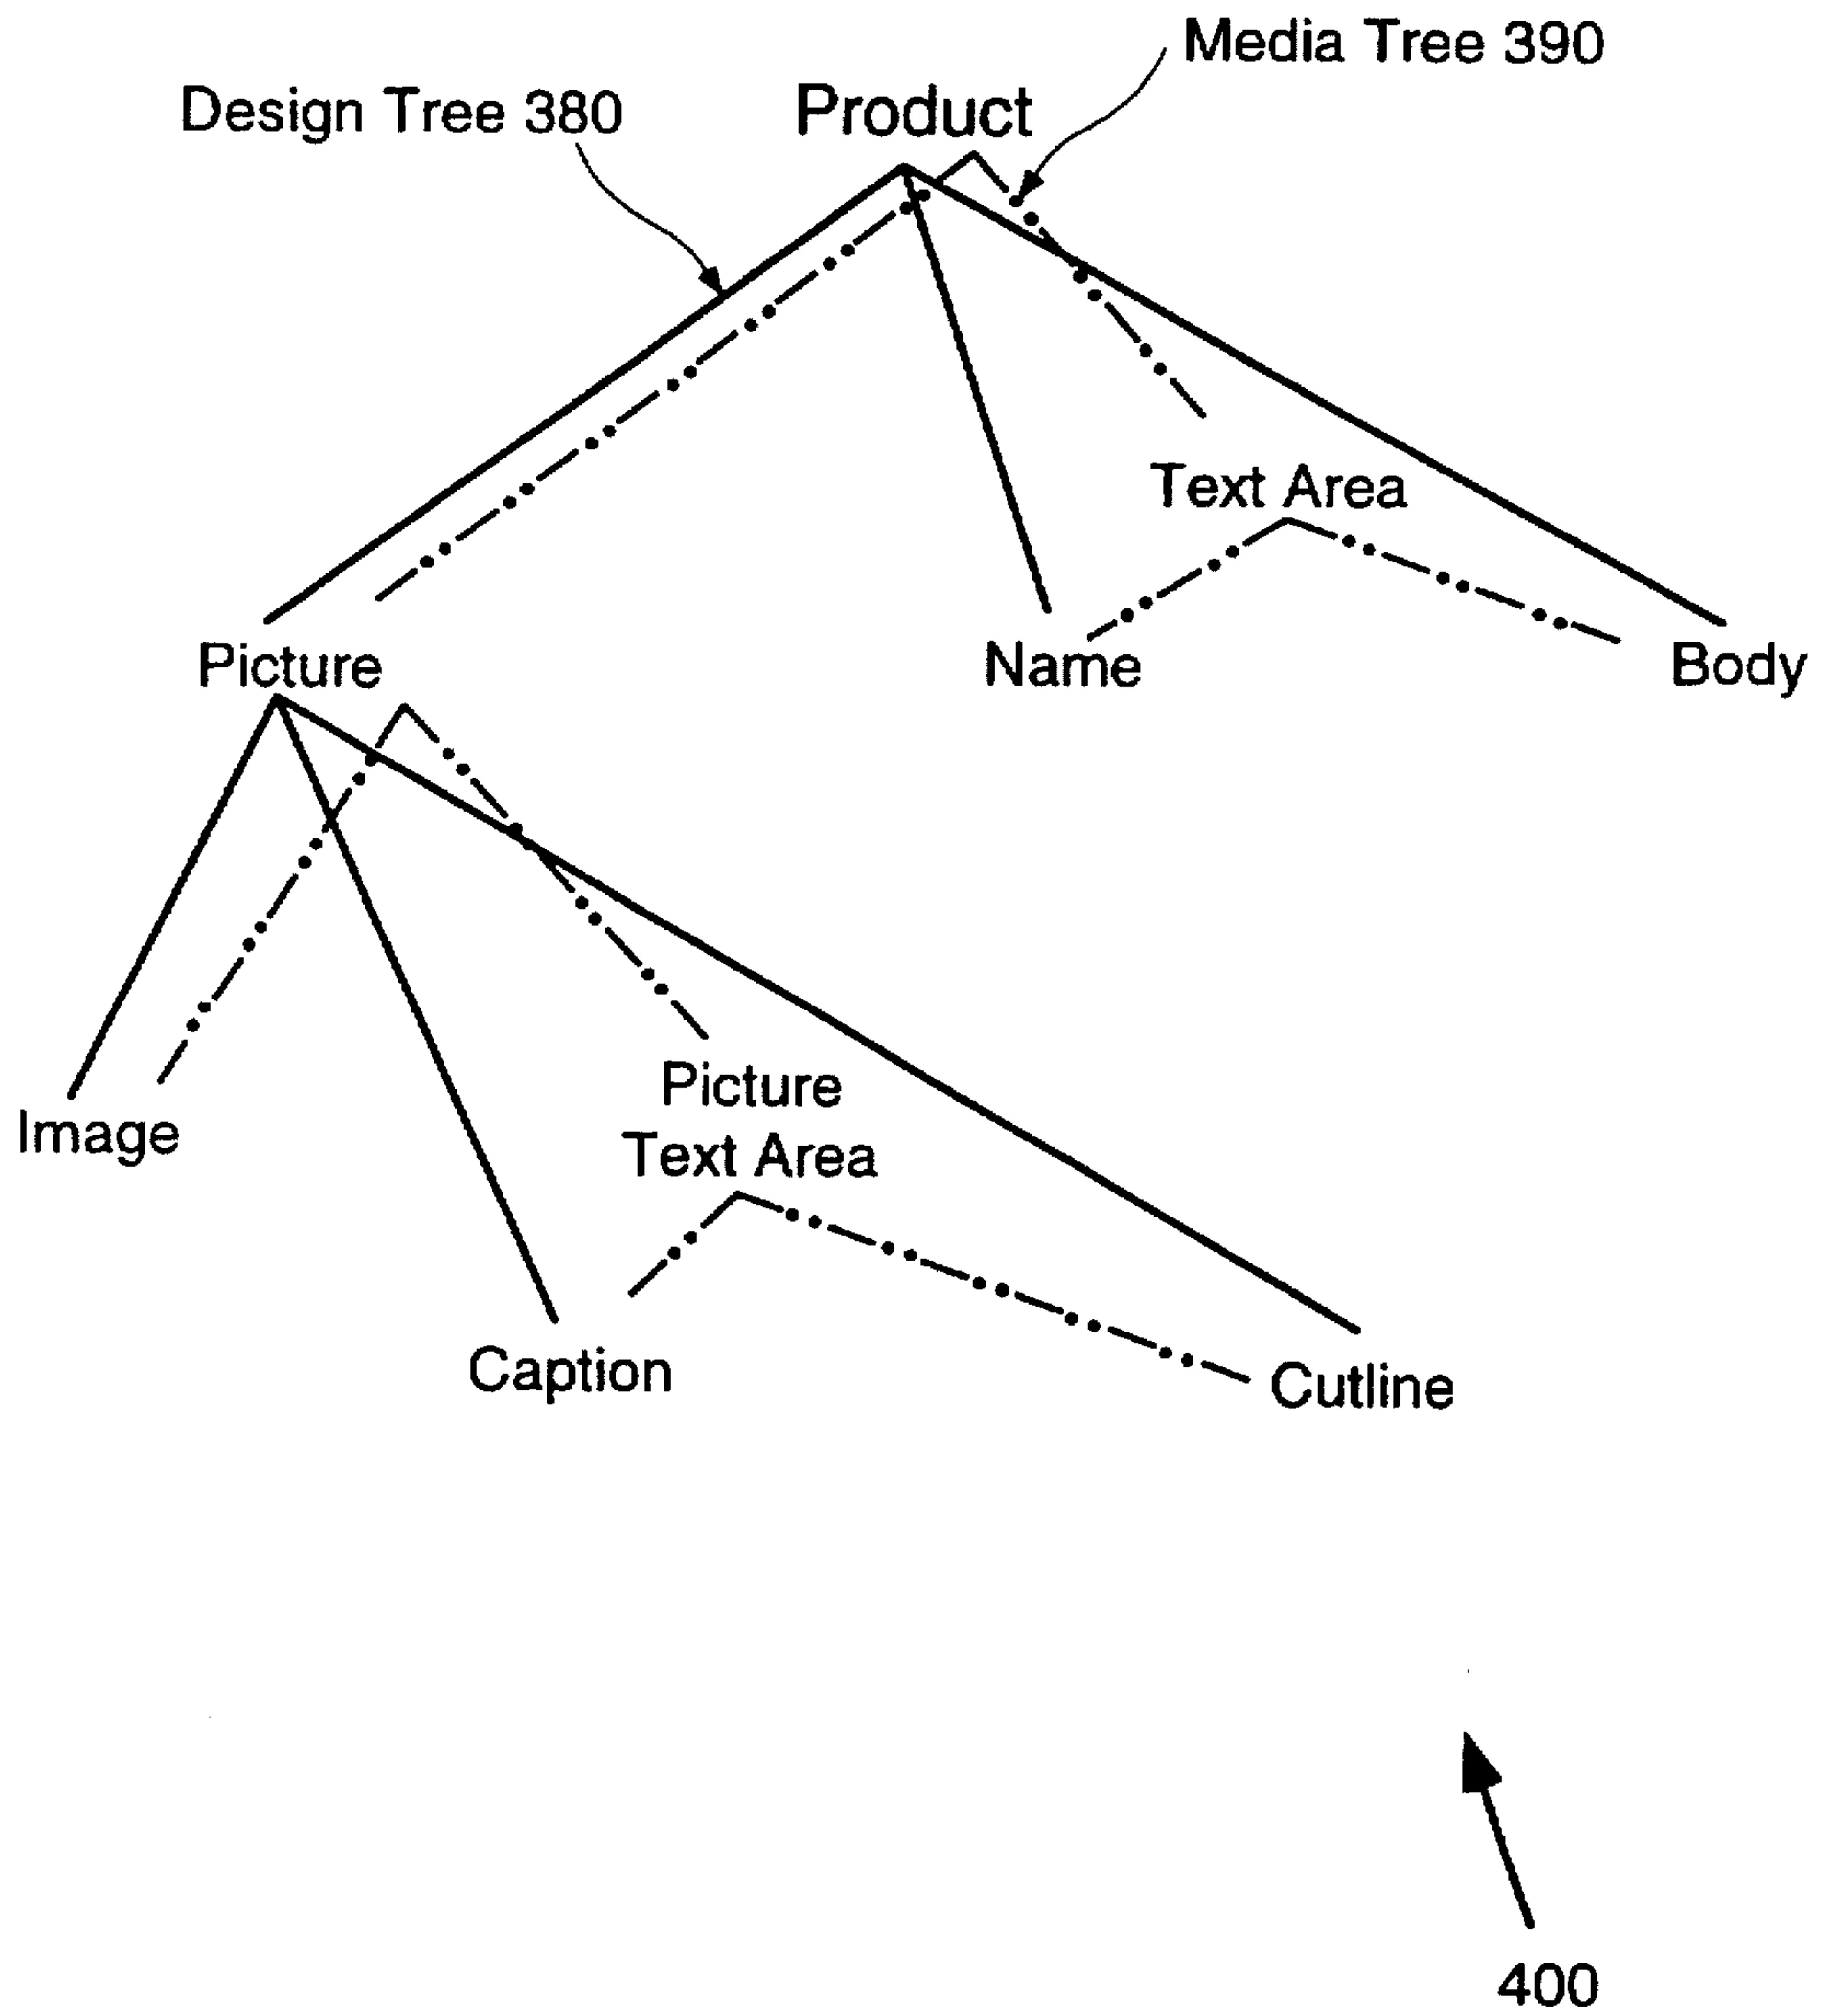 Media Tree 390
Design Tree 380
Product
Text Area
Picture
Name
Body
Picture
Text Area
Image
Caption
Cutline
400